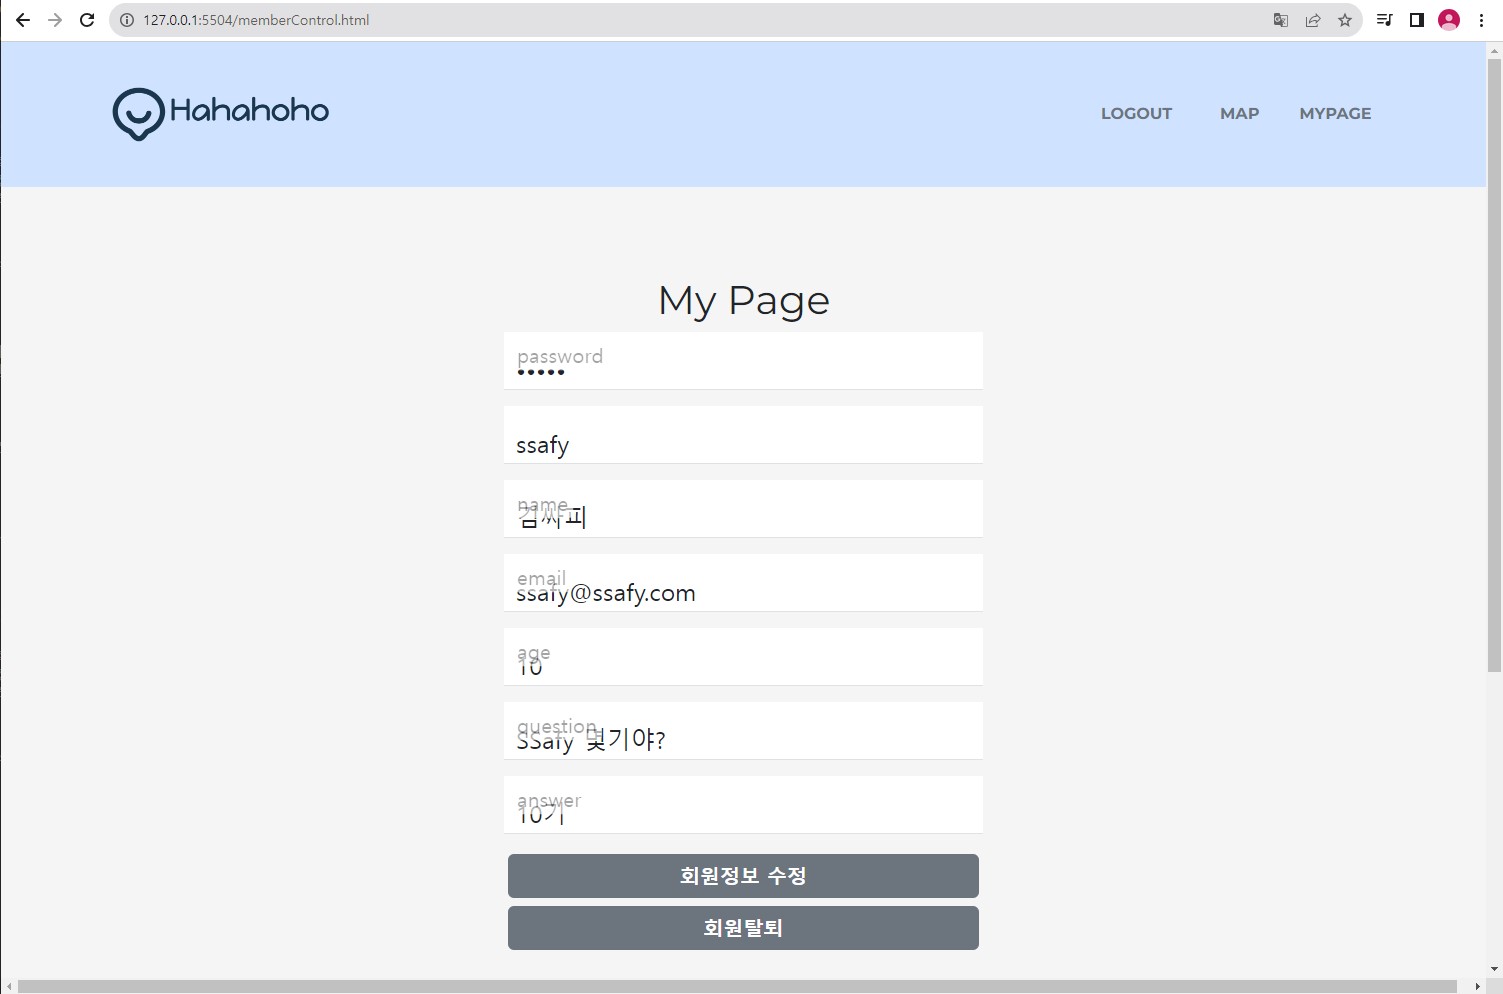 127.0.0.1:5504/memberControl.html
Hahahoho
LOGOUT MAP MYPAGE
My Page
password
•••••
ssafy
name
김싸피
email
ssafy@ssafy.com
age
10
question
SSafy 몇기야?
answer
10기
회원정보 수정
회원탈퇴